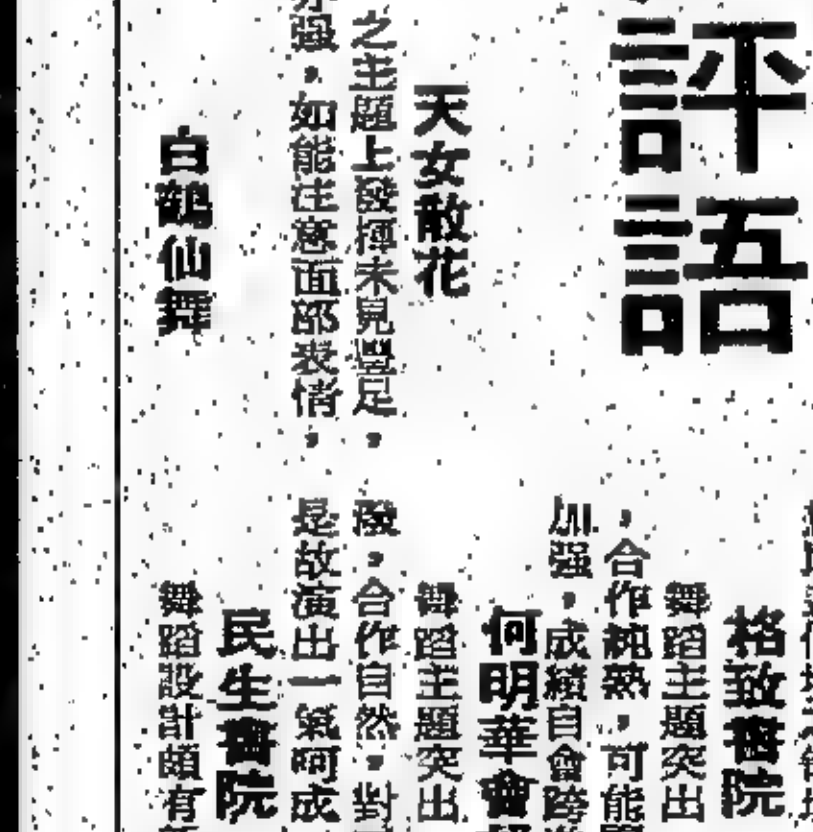 評語
天女散花
之主題上發揮未見豐足，
强，如能注意面部表情，
白鶴仙舞
格致書院
舞蹈主題突出
，合作純熟，可能
加强，成績自會跨
何明華會
舞蹈主題突出
，合作自然，對
是故演出一氣呵成
民生書院
舞蹈設計頗有